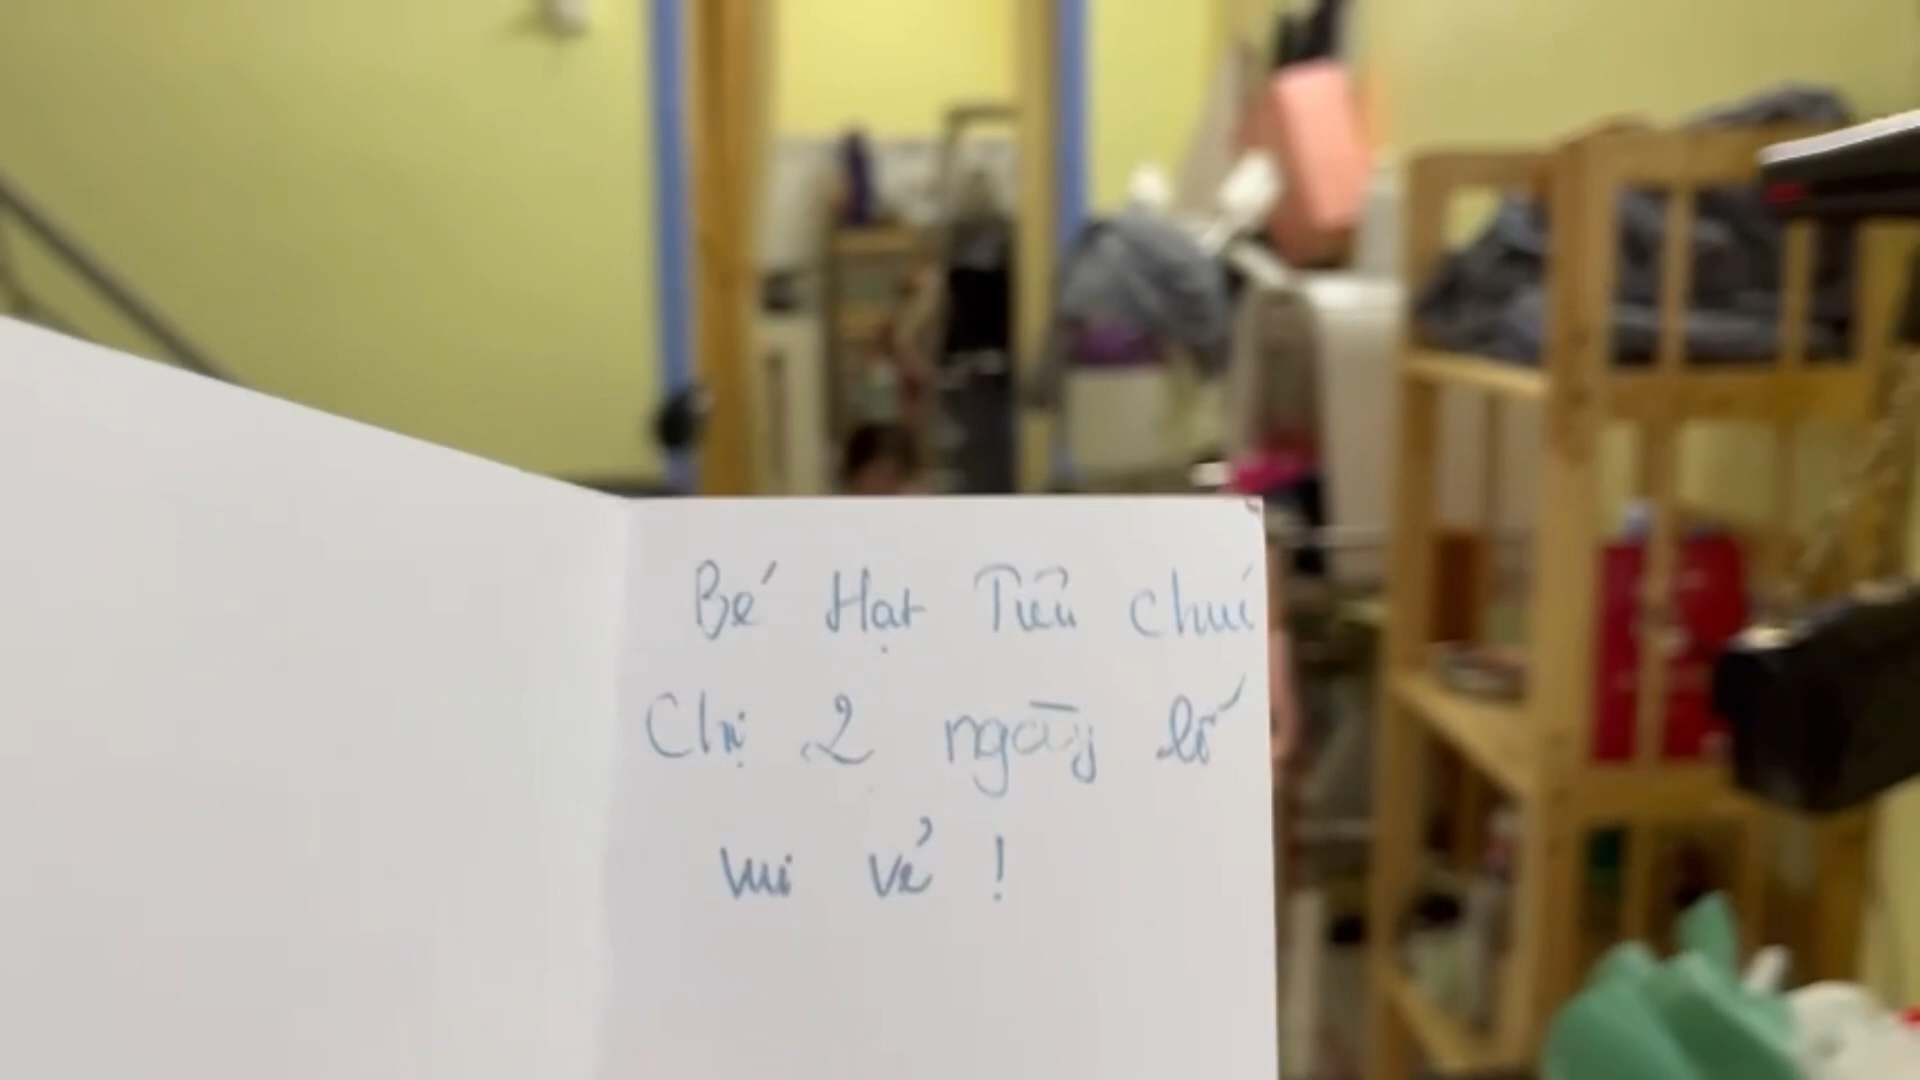 Bé Hạt Tiêu chúc
Chị 2 ngày lễ
vui vẻ !